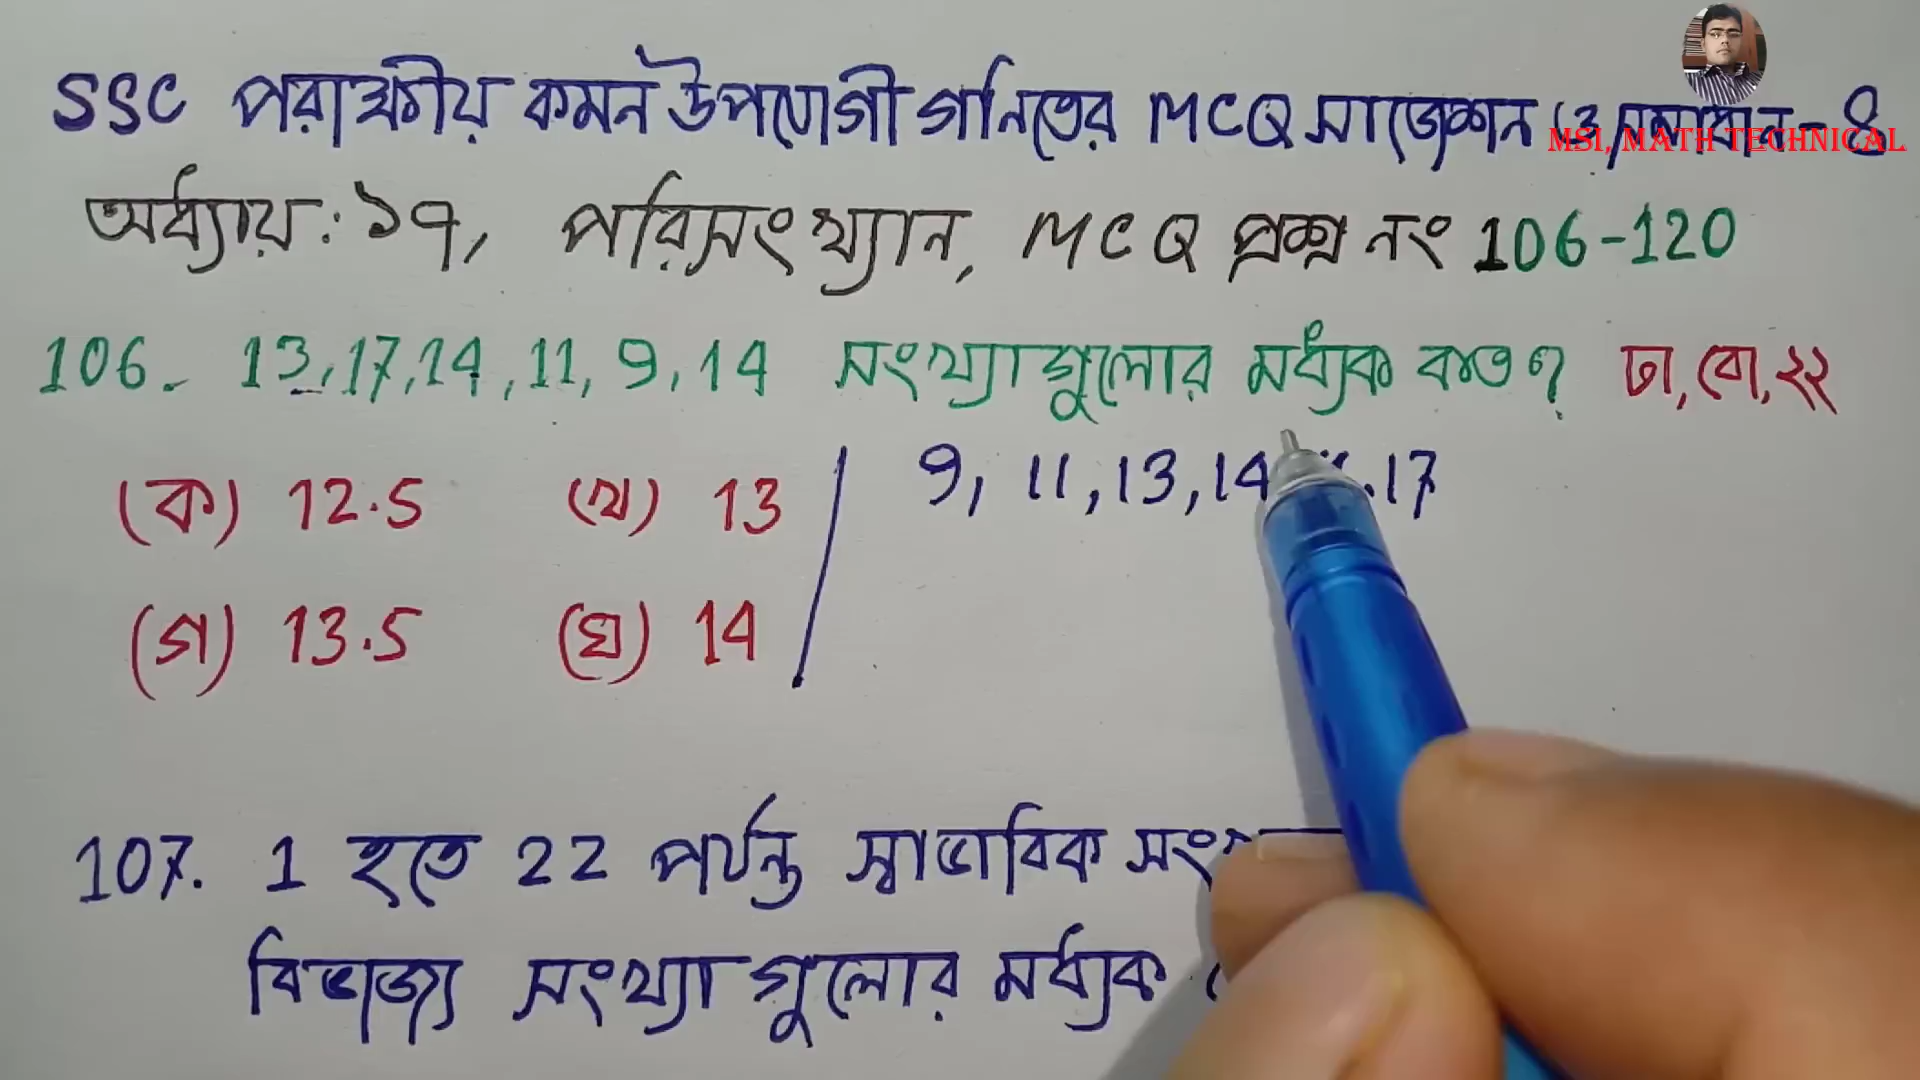 SSC পরীক্ষীয় কমন উপযোগী গনিতের MCQ সাজেশন ও সমাধান-৪
MSI, MATH TECHNICAL
অধ্যায়: ১৭, পরিসংখ্যান, MCQ প্রশ্ন নং 106-120
106. 13, 17, 14, 11, 9, 14 সংখ্যাগুলোর মধ্যক কত? ঢা, বো, ২২
(ক) 12.5 (খ) 13
9, 11, 13, 14 17
(গ) 13.5 (ঘ) 14
107. 1 হতে 22 পর্যন্ত স্বাভাবিক
বিভাজ্য সংখ্যা গুলোর মধ্যক